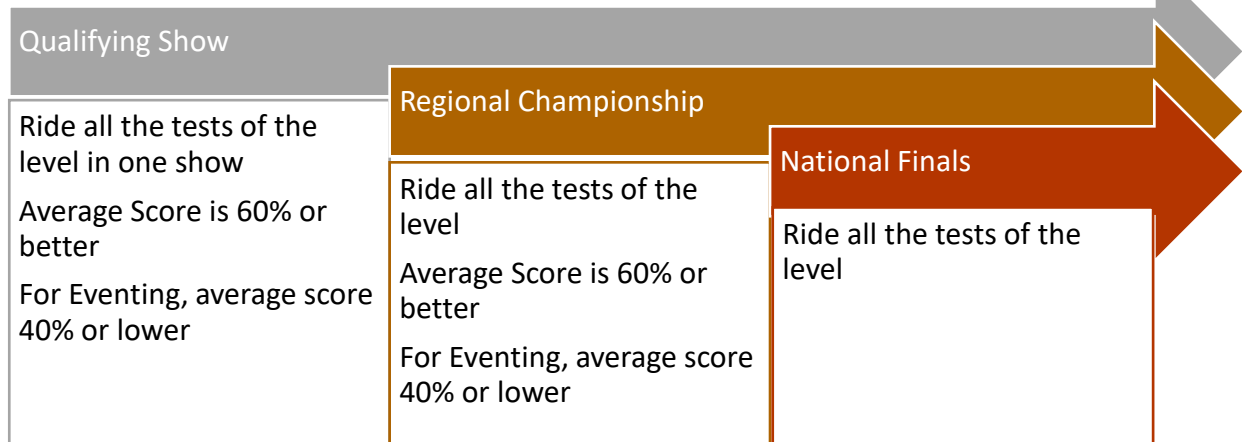 Qualifying Show
Ride all the tests of the
level in one show
Average Score is 60% or
better
For Eventing, average score
40% or lower
Regional Championship
Ride all the tests of the
level
Average Score is 60% or
better
For Eventing, average score
40% or lower
National Finals
Ride all the tests of the
level